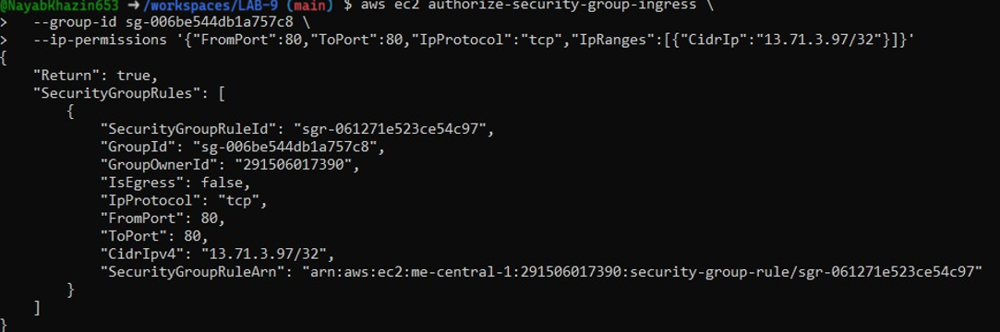 @NayabKhazin653 ➜/workspaces/LAB-9 (main) $ aws ec2 authorize-security-group-ingress \
>   --group-id sg-006be544db1a757c8 \
>   --ip-permissions '{"FromPort":80,"ToPort":80,"IpProtocol":"tcp","IpRanges":[{"CidrIp":"13.71.3.97/32"}]}'
{
    "Return": true,
    "SecurityGroupRules": [
        {
            "SecurityGroupRuleId": "sgr-061271e523ce54c97",
            "GroupId": "sg-006be544db1a757c8",
            "GroupOwnerId": "291506017390",
            "IsEgress": false,
            "IpProtocol": "tcp",
            "FromPort": 80,
            "ToPort": 80,
            "CidrIpv4": "13.71.3.97/32",
            "SecurityGroupRuleArn": "arn:aws:ec2:me-central-1:291506017390:security-group-rule/sgr-061271e523ce54c97"
        }
    ]
}